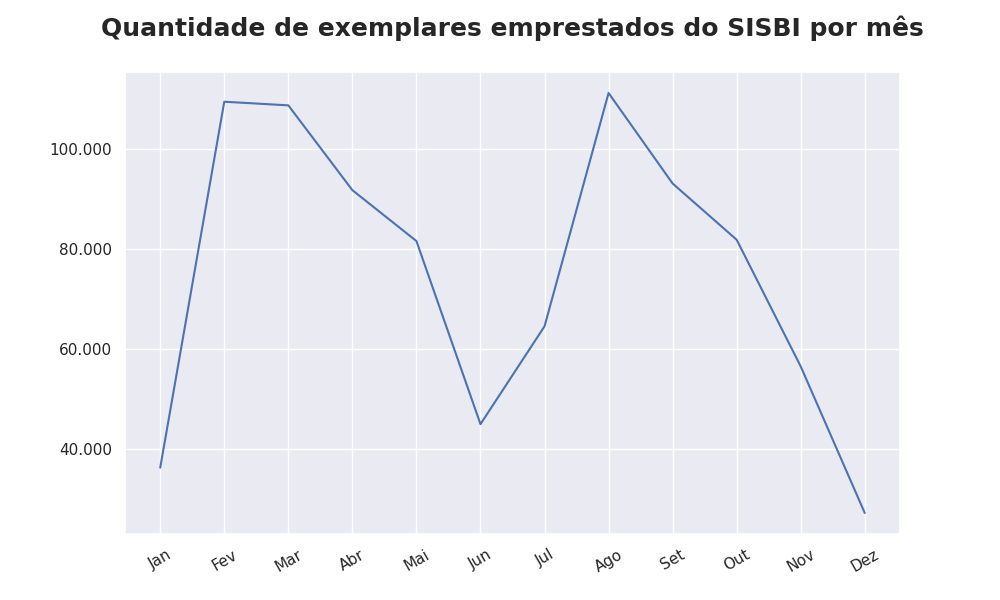 Quantidade de exemplares emprestados do SISBI por mês
100.000
80.000
60.000
40.000
Jan Fev Mar Abr Mai Jun Jul Ago Set Out Nov Dez